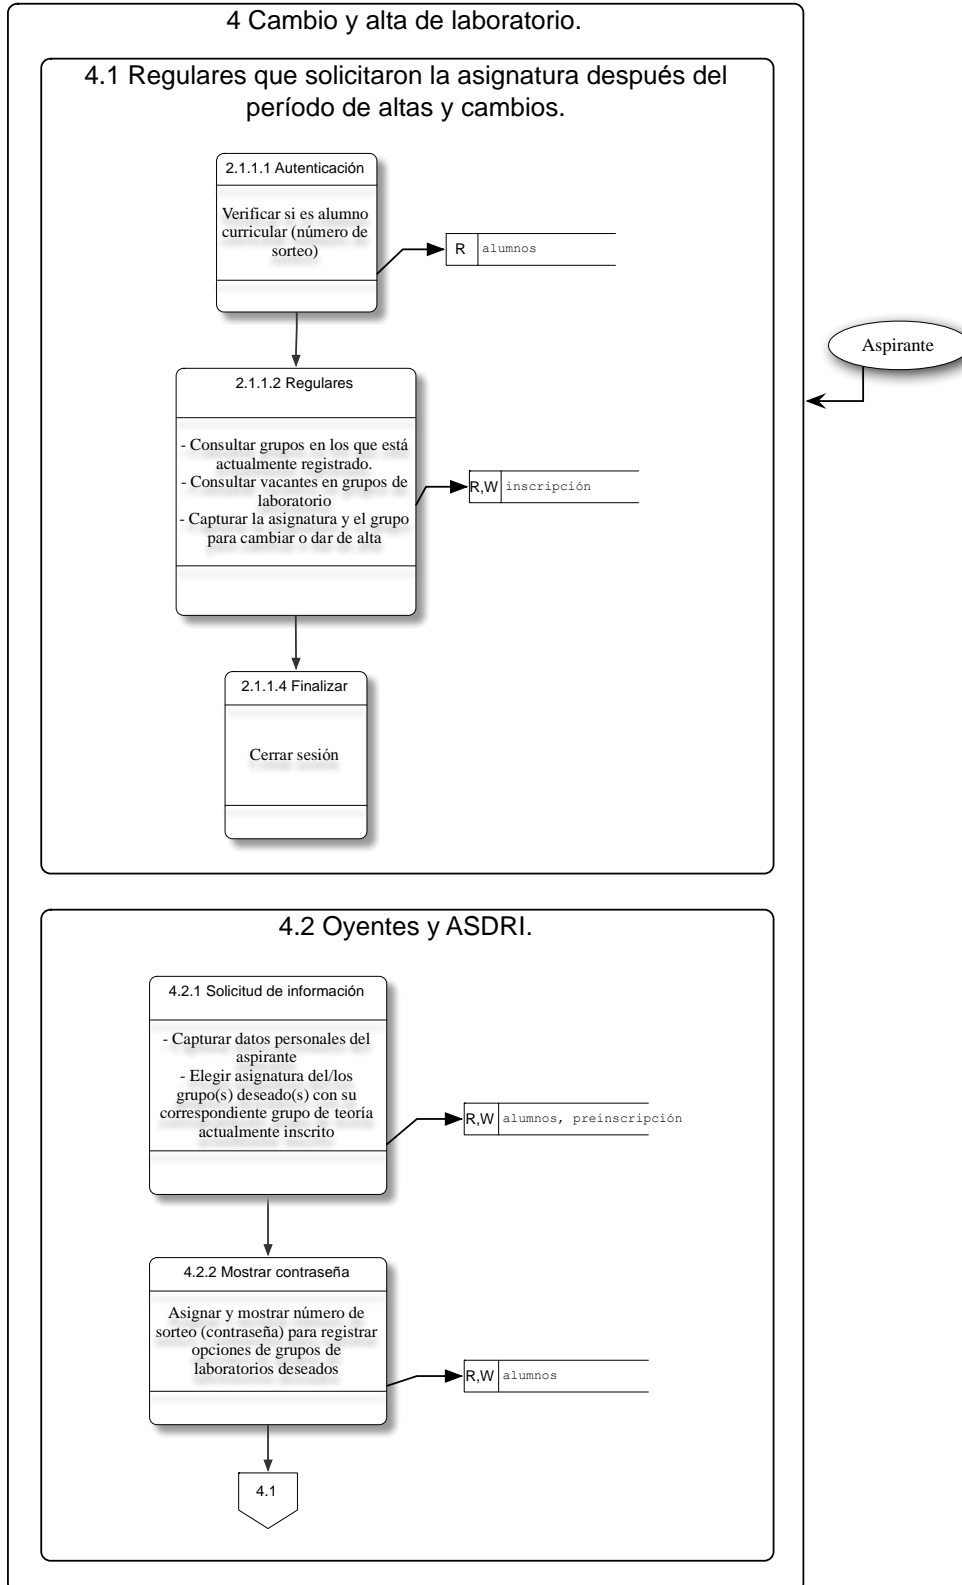 4 Cambio y alta de laboratorio.
4.1 Regulares que solicitaron la asignatura después del
período de altas y cambios.
2.1.1.1 Autenticación
Verificar si es alumno
curricular (número de
sorteo)
R alumnos
Aspirante
2.1.1.2 Regulares
- Consultar grupos en los que está
actualmente registrado.
- Consultar vacantes en grupos de
laboratorio
- Capturar la asignatura y el grupo
para cambiar o dar de alta
R,W inscripción
2.1.1.4 Finalizar
Cerrar sesión
4.2 Oyentes y ASDRI.
4.2.1 Solicitud de información
- Capturar datos personales del
aspirante
- Elegir asignatura del/los
grupo(s) deseado(s) con su
correspondiente grupo de teoría
actualmente inscrito
R,W alumnos, preinscripción
4.2.2 Mostrar contraseña
Asignar y mostrar número de
sorteo (contraseña) para registrar
opciones de grupos de
laboratorios deseados
R,W alumnos
4.1